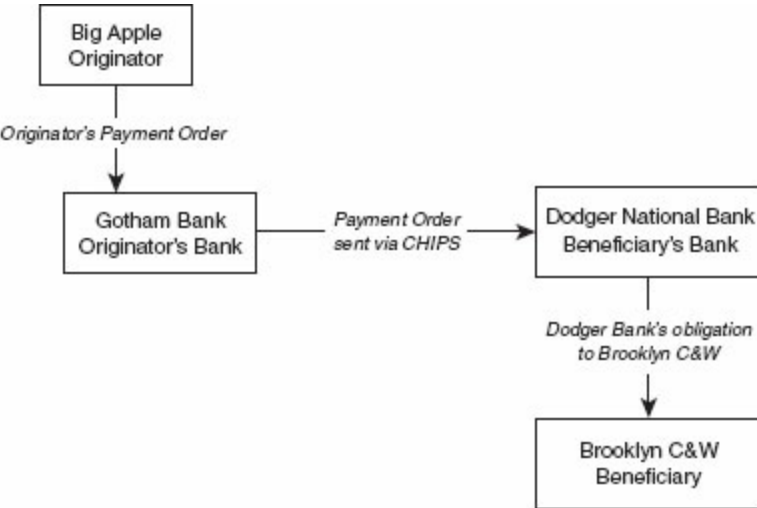 Big Apple
Originator
Originator's Payment Order
Gotham Bank
Originator's Bank
Payment Order
sent via CHIPS
Dodger National Bank
Beneficiary's Bank
Dodger Bank's obligation
to Brooklyn C&W
Brooklyn C&W
Beneficiary